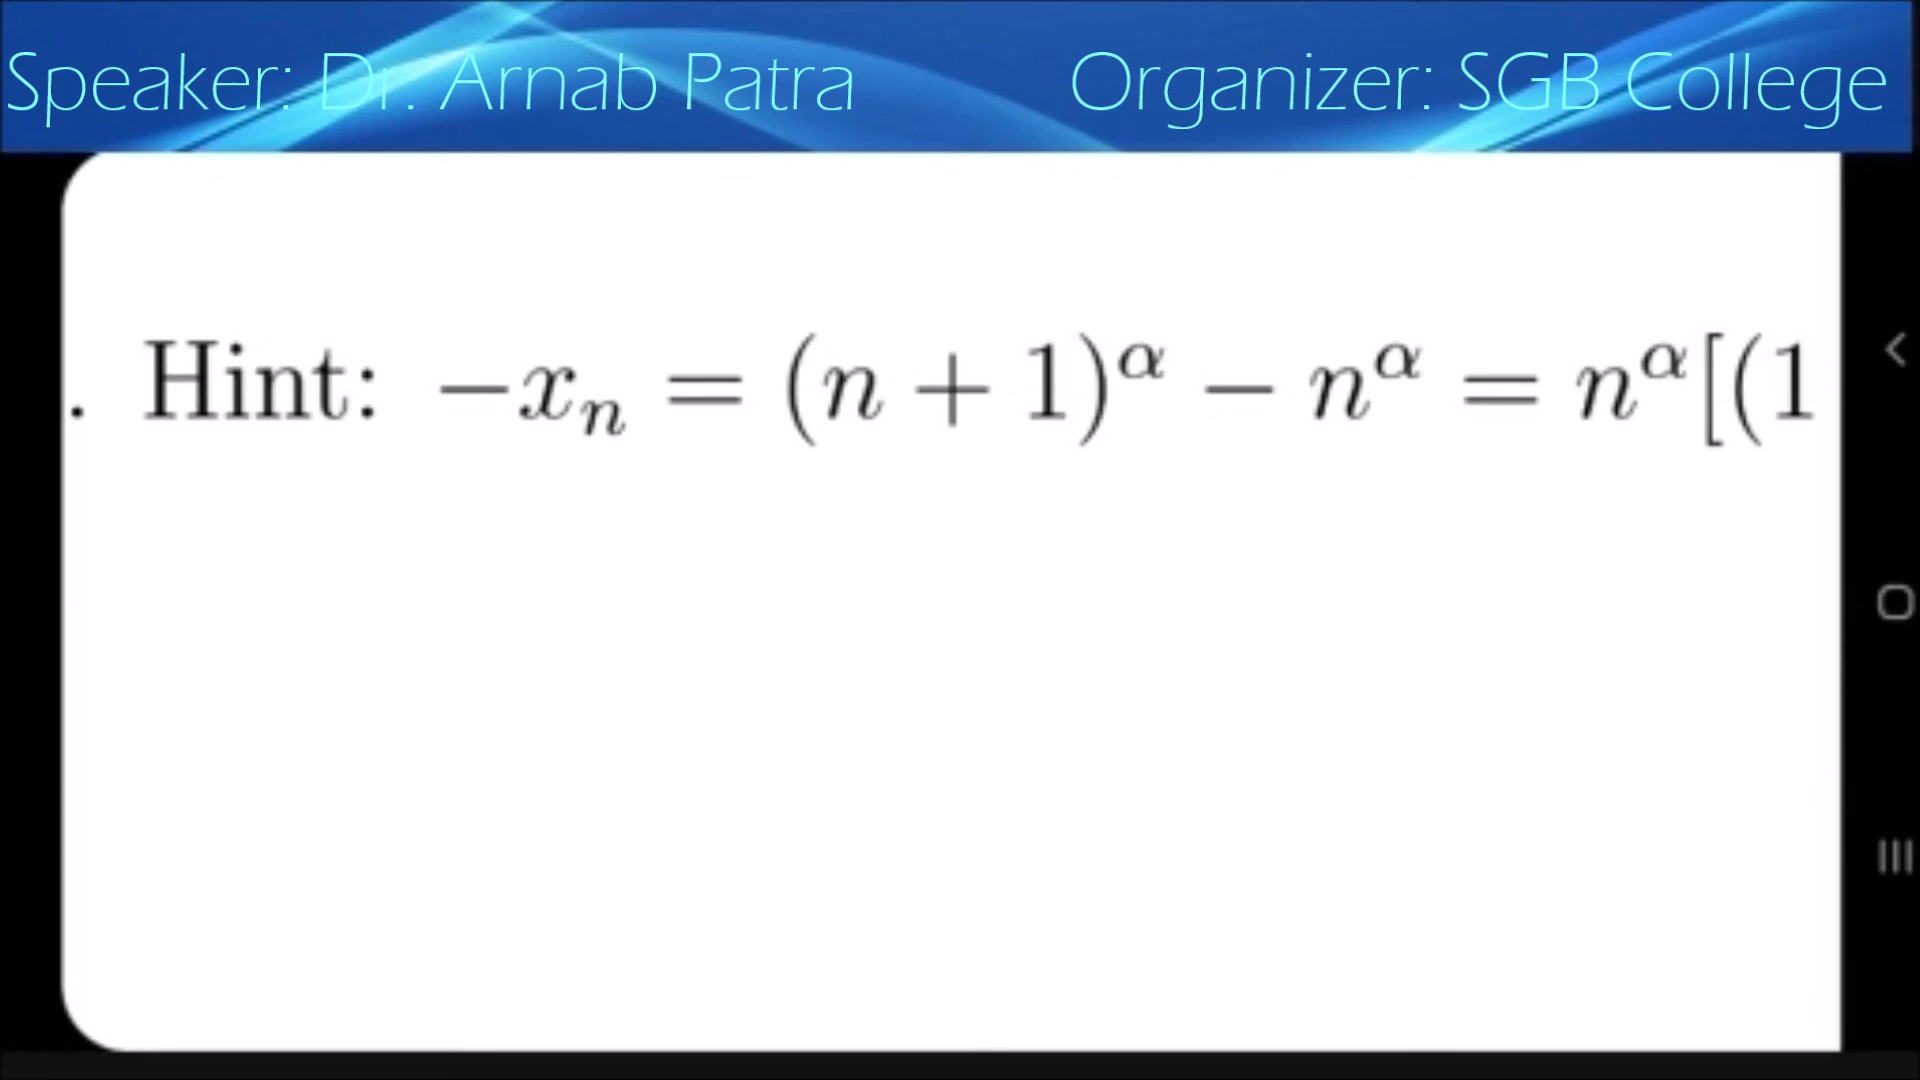 Speaker: Dr. Arnab Patra Organizer: SGB College
. Hint: −xₙ = (n + 1)^α − n^α = n^α[(1